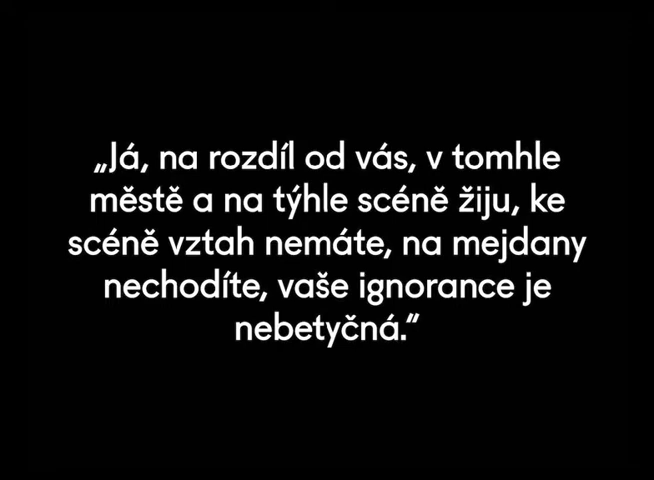 „Já, na rozdíl od vás, v tomhle
městě a na týhle scéně žiju, ke
scéně vztah nemáte, na mejdany
nechodíte, vaše ignorance je
nebetyčná.“